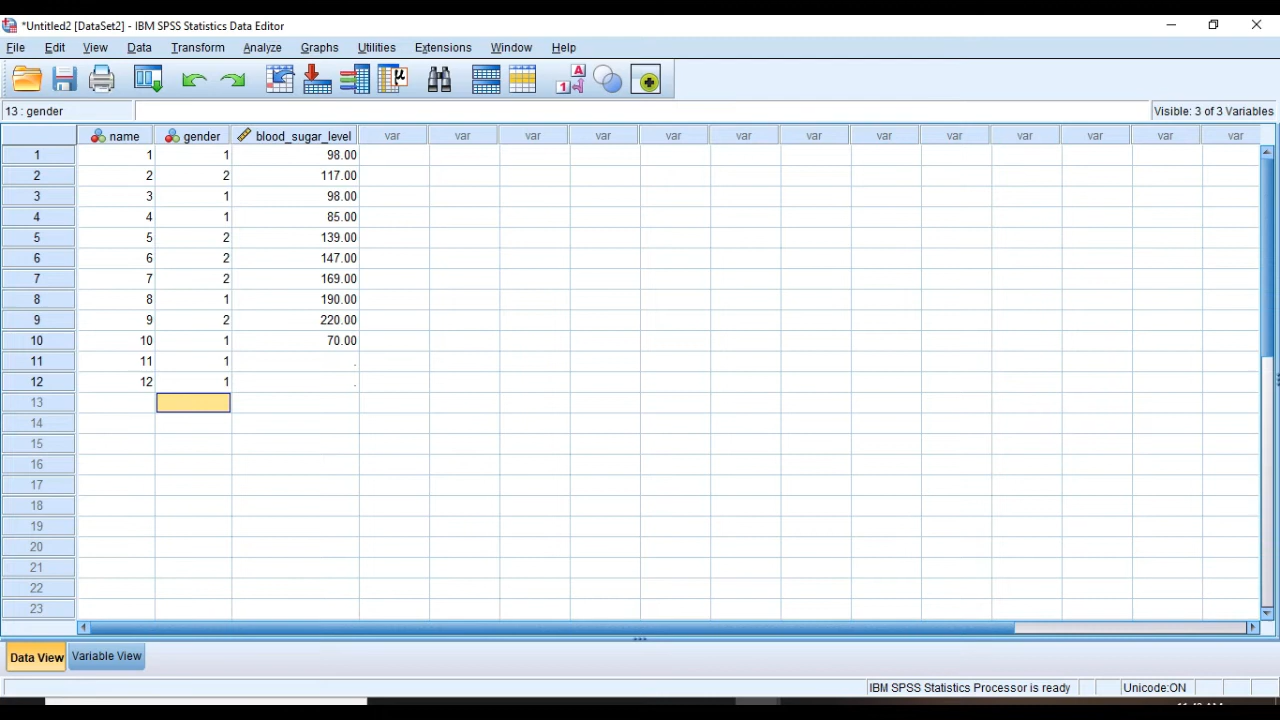 *Untitled2 [DataSet2] - IBM SPSS Statistics Data Editor
File Edit View Data Transform Analyze Graphs Utilities Extensions Window Help
13 : gender Visible: 3 of 3 Variables
name gender blood_sugar_level var var var var var var var var var var var var var
1 1 1 98.00
2 2 2 117.00
3 3 1 98.00
4 4 1 85.00
5 5 2 139.00
6 6 2 147.00
7 7 2 169.00
8 8 1 190.00
9 9 2 220.00
10 10 1 70.00
11 11 1 .
12 12 1 .
13
14
15
16
17
18
19
20
21
22
23
Data View Variable View
IBM SPSS Statistics Processor is ready Unicode:ON